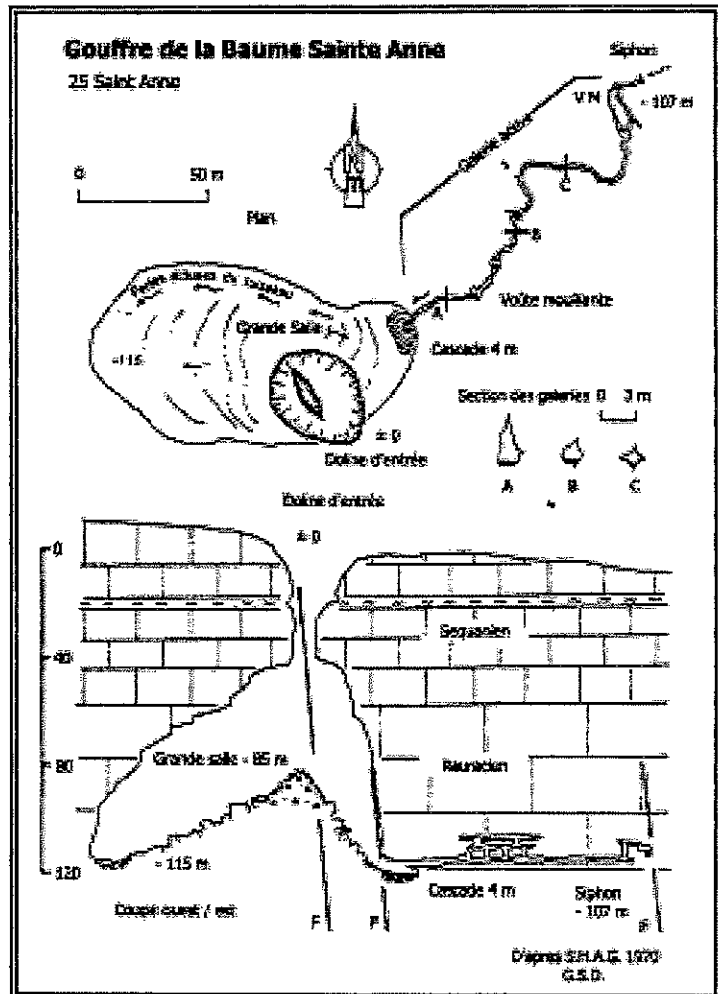 Gouffre de la Baume Sainte Anne
25 Saint Anne
Siphon
- 107 m
V M
0 50 m
Plan
Galerie active
C
B
A
Grande Salle
Voûte mouillante
Cascade 4 m
-115
± 0
Doline d'entrée
Section des galeries 0 3 m
A B C
Doline d'entrée
± 0
0
Sequanien
40
Grande salle - 85 m
Rauracien
80
- 115 m
120
Cascade 4 m
Siphon
- 107 m
Coupe ouest / est
F F F
D'après S.H.A.G. 1970
G.S.D.